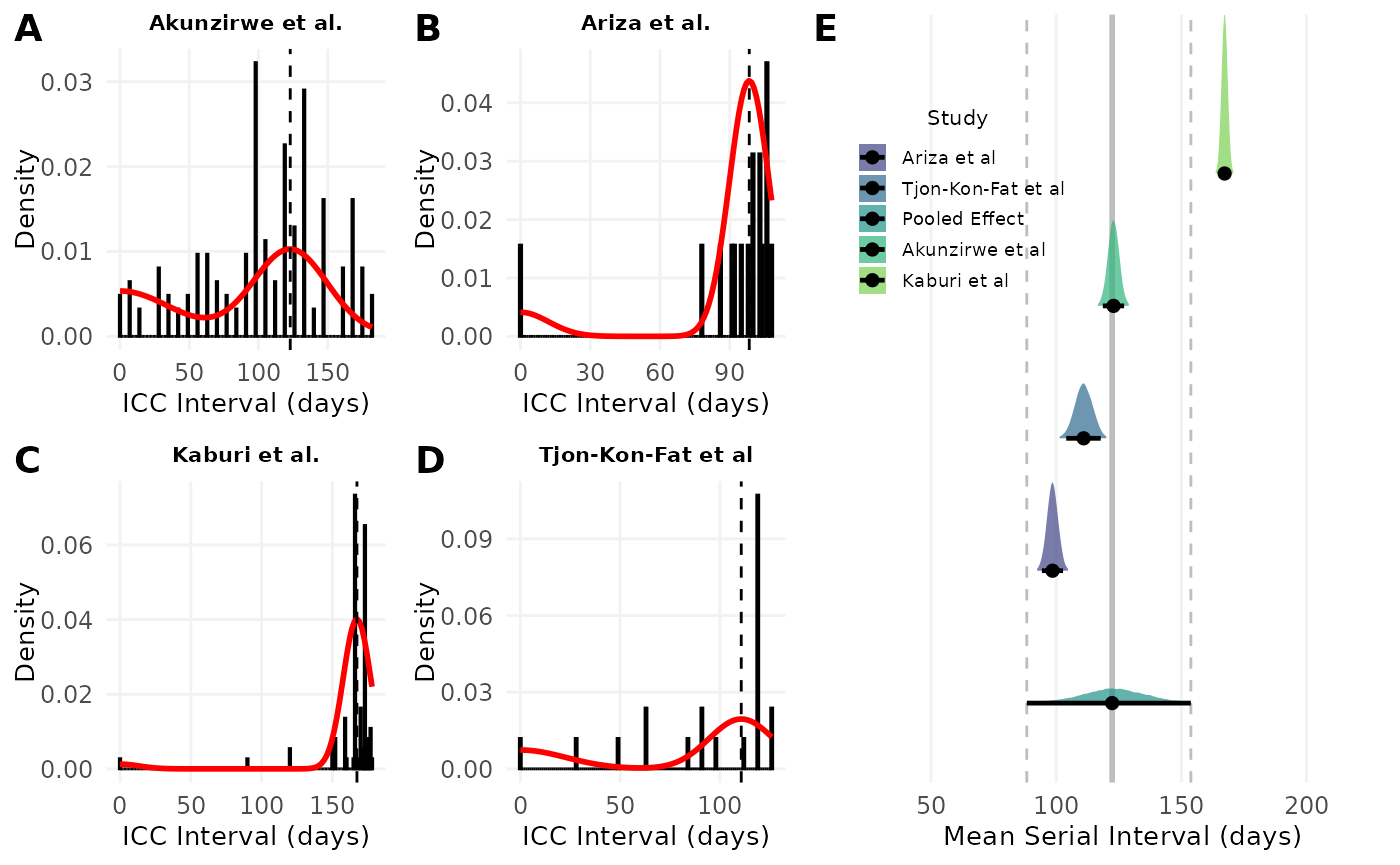 A
Akunzirwe et al.
Density
0.03
0.02
0.01
0.00
0 50 100 150
ICC Interval (days)
B
Ariza et al.
Density
0.04
0.03
0.02
0.01
0.00
0 30 60 90
ICC Interval (days)
C
Kaburi et al.
Density
0.06
0.04
0.02
0.00
0 50 100 150
ICC Interval (days)
D
Tjon-Kon-Fat et al
Density
0.09
0.06
0.03
0.00
0 50 100
ICC Interval (days)
E
Study
Ariza et al
Tjon-Kon-Fat et al
Pooled Effect
Akunzirwe et al
Kaburi et al
50 100 150 200
Mean Serial Interval (days)